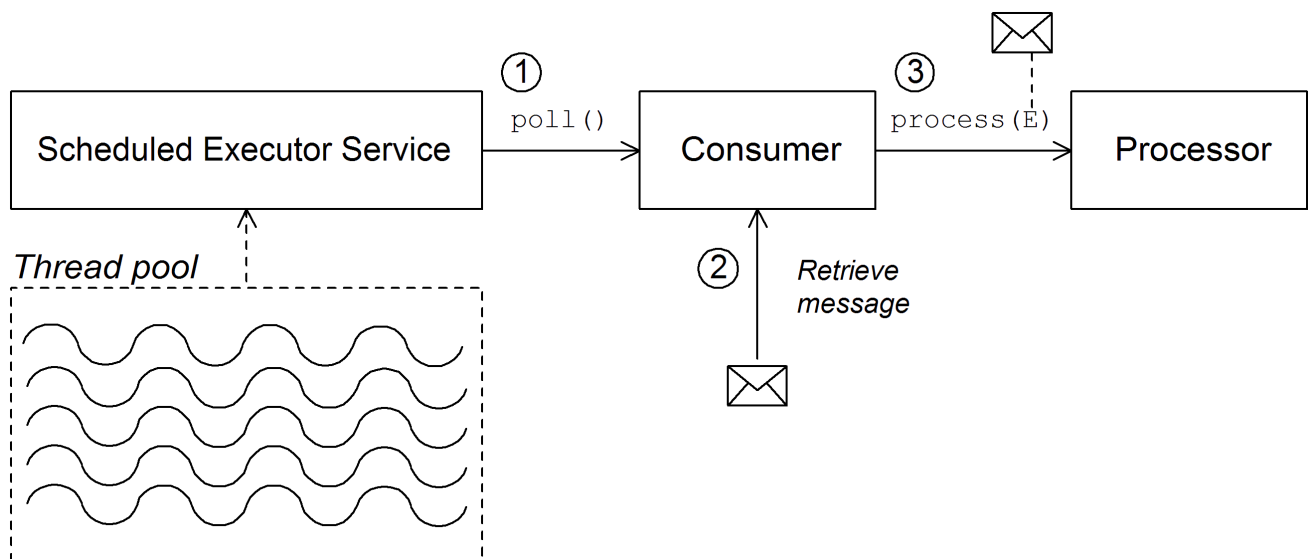 1
3
poll()
process(E)
Scheduled Executor Service
Consumer
Processor
Thread pool
2
Retrieve
message